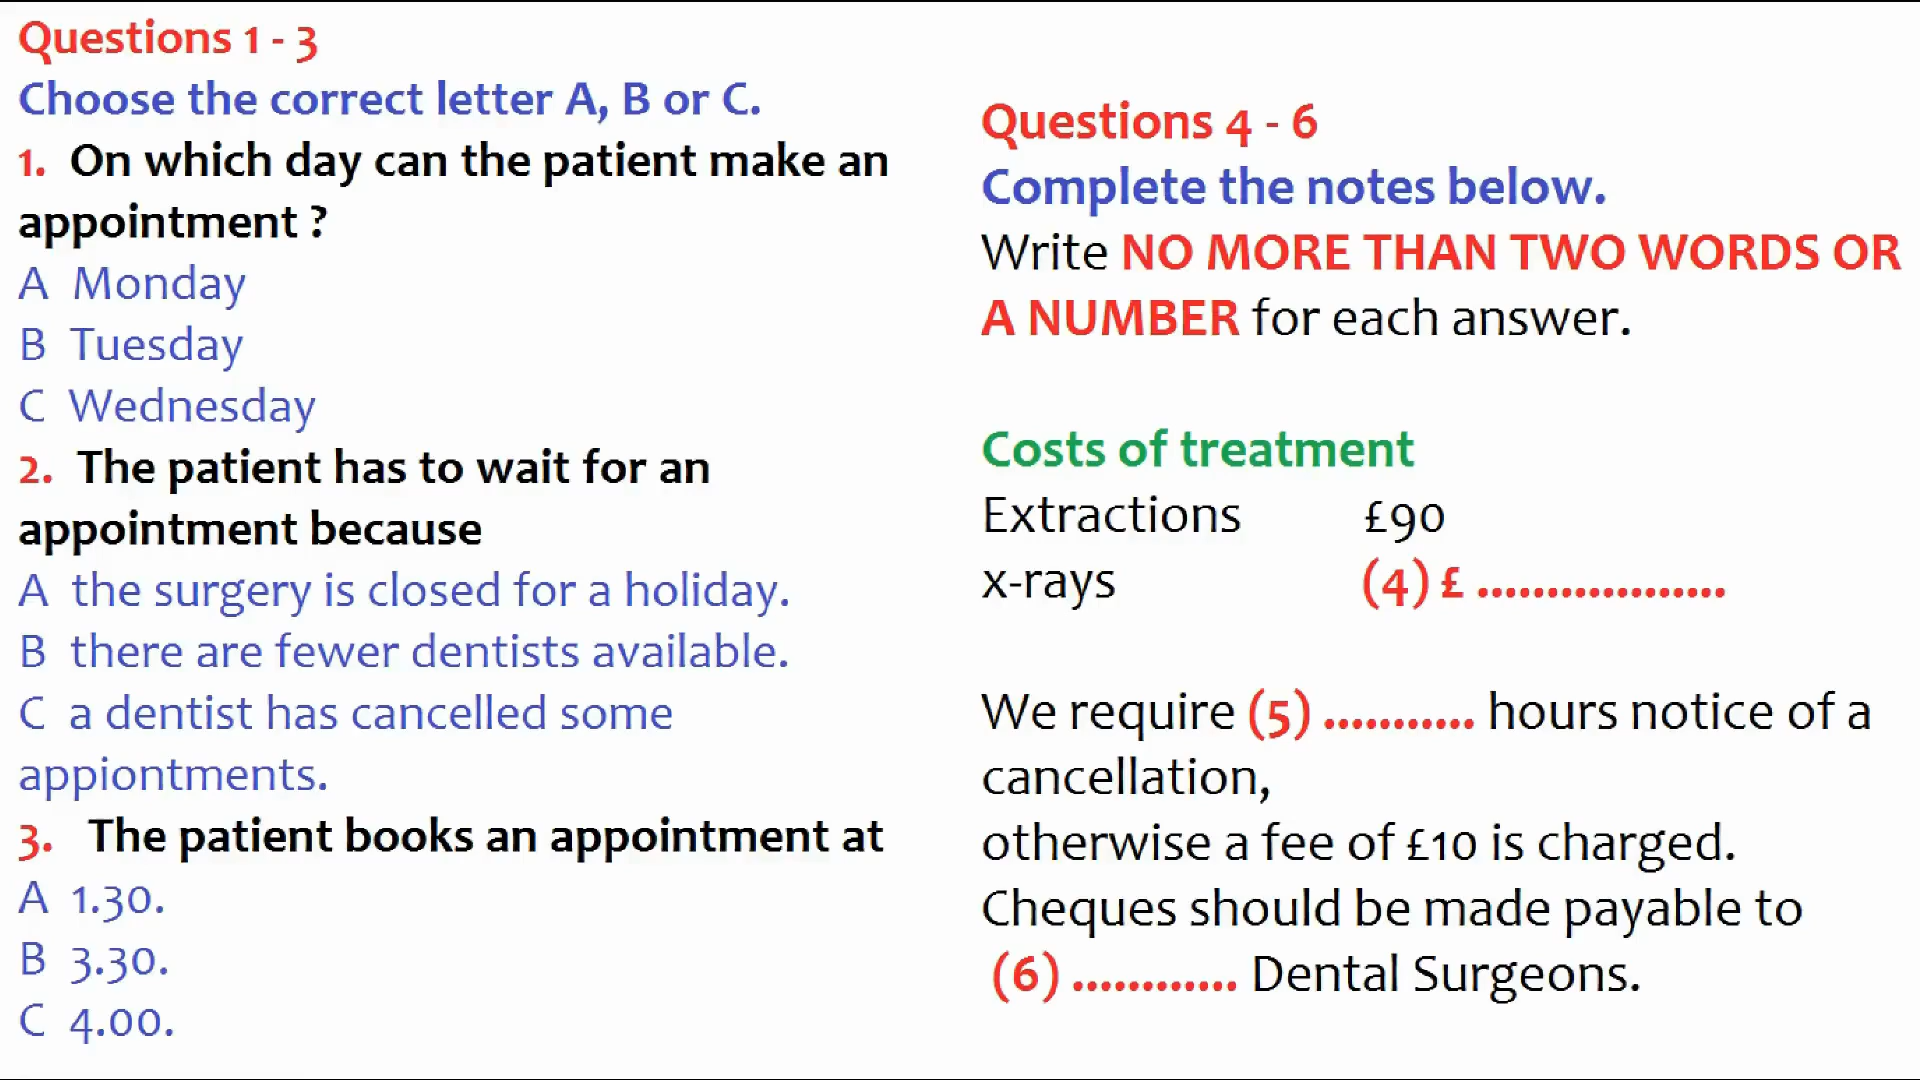 Questions 1 - 3
Choose the correct letter A, B or C.
1. On which day can the patient make an
appointment ?
A Monday
B Tuesday
C Wednesday
2. The patient has to wait for an
appointment because
A the surgery is closed for a holiday.
B there are fewer dentists available.
C a dentist has cancelled some
appiontments.
3. The patient books an appointment at
A 1.30.
B 3.30.
C 4.00.
Questions 4 - 6
Complete the notes below.
Write NO MORE THAN TWO WORDS OR
A NUMBER for each answer.
Costs of treatment
Extractions £90
x-rays (4) £ ..................
We require (5) ........... hours notice of a
cancellation,
otherwise a fee of £10 is charged.
Cheques should be made payable to
(6) ............ Dental Surgeons.